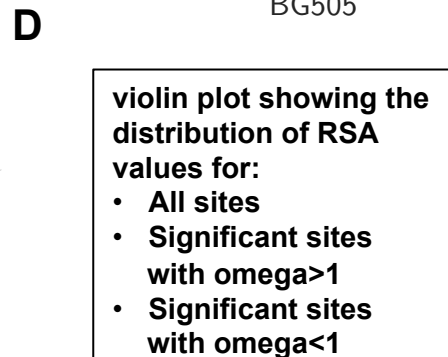 BG505
D
violin plot showing the
distribution of RSA
values for:
• All sites
• Significant sites
with omega>1
• Significant sites
with omega<1